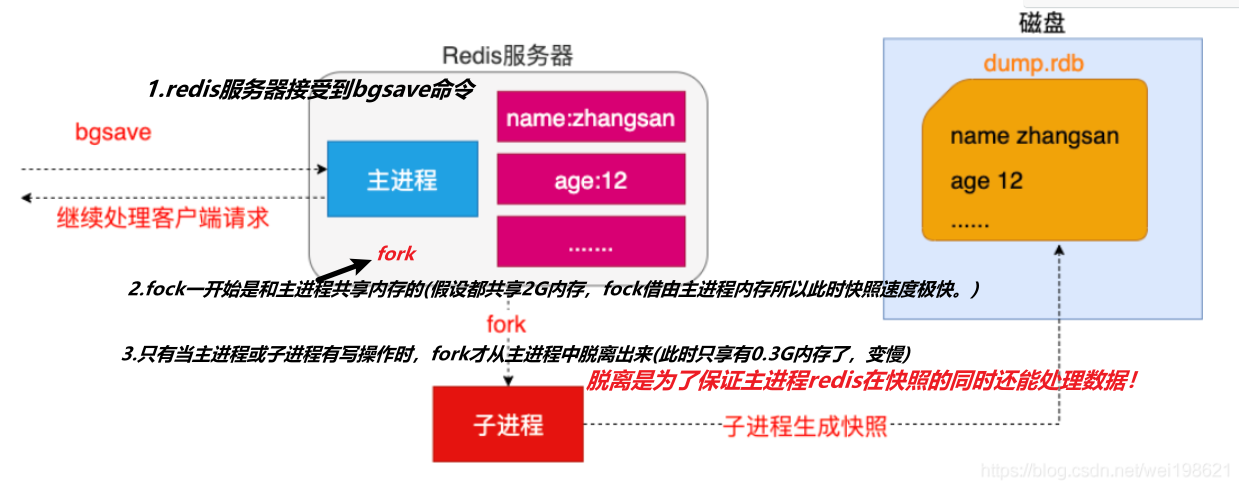 磁盘
Redis服务器
dump.rdb
1.redis服务器接受到bgsave命令
name:zhangsan
bgsave
name zhangsan
主进程
age:12
age 12
继续处理客户端请求
.......
......
fork
2.fock一开始是和主进程共享内存的(假设都共享2G内存，fock借由主进程内存所以此时快照速度极快。)
fork
3.只有当主进程或子进程有写操作时，fork才从主进程中脱离出来(此时只享有0.3G内存了，变慢)
脱离是为了保证主进程redis在快照的同时还能处理数据！
子进程
子进程生成快照
https://blog.csdn.net/wei198621